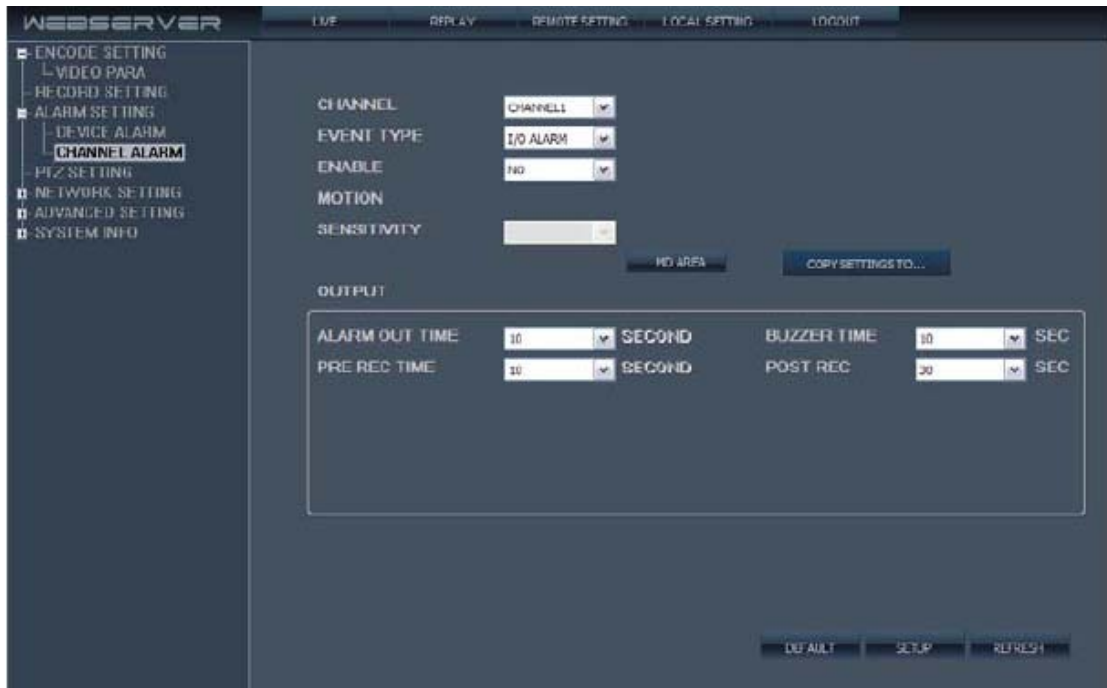 WEBSERVER
LIVE REPLAY REMOTE SETTING LOCAL SETTING LOGOUT
ENCODE SETTING
VIDEO PARA
RECORD SETTING
ALARM SETTING
DEVICE ALARM
CHANNEL ALARM
PTZ SETTING
NETWORK SETTING
ADVANCED SETTING
SYSTEM INFO
CHANNEL CHANNEL1
EVENT TYPE I/O ALARM
ENABLE NO
MOTION
SENSITIVITY
MD AREA COPY SETTINGS TO...
OUTPUT
ALARM OUT TIME 10 SECOND BUZZER TIME 10 SEC
PRE REC TIME 10 SECOND POST REC 30 SEC
DEFAULT SETUP REFRESH